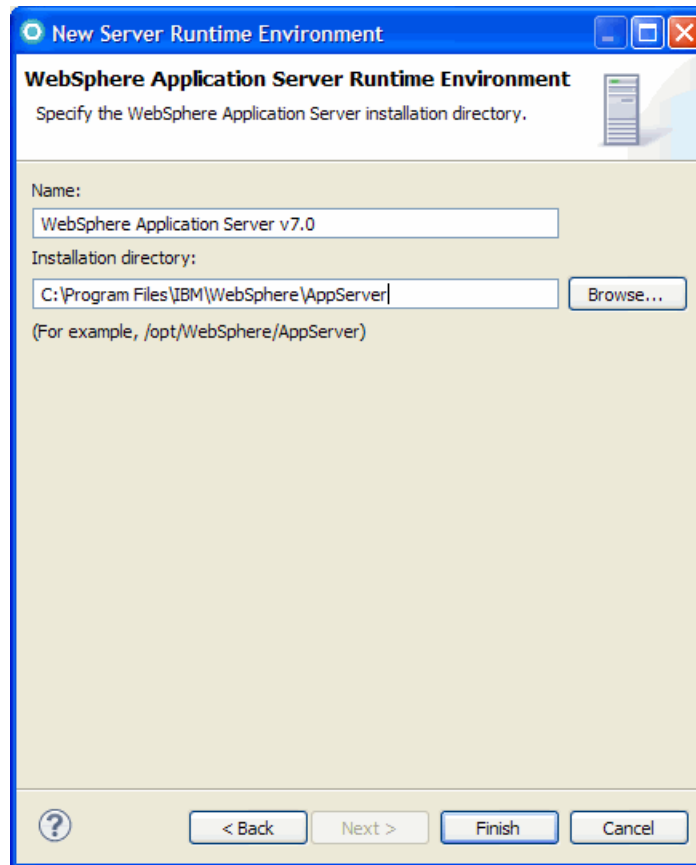 New Server Runtime Environment
WebSphere Application Server Runtime Environment
Specify the WebSphere Application Server installation directory.
Name:
WebSphere Application Server v7.0
Installation directory:
C:\Program Files\IBM\WebSphere\AppServer
Browse...
(For example, /opt/WebSphere/AppServer)
?
< Back
Next >
Finish
Cancel